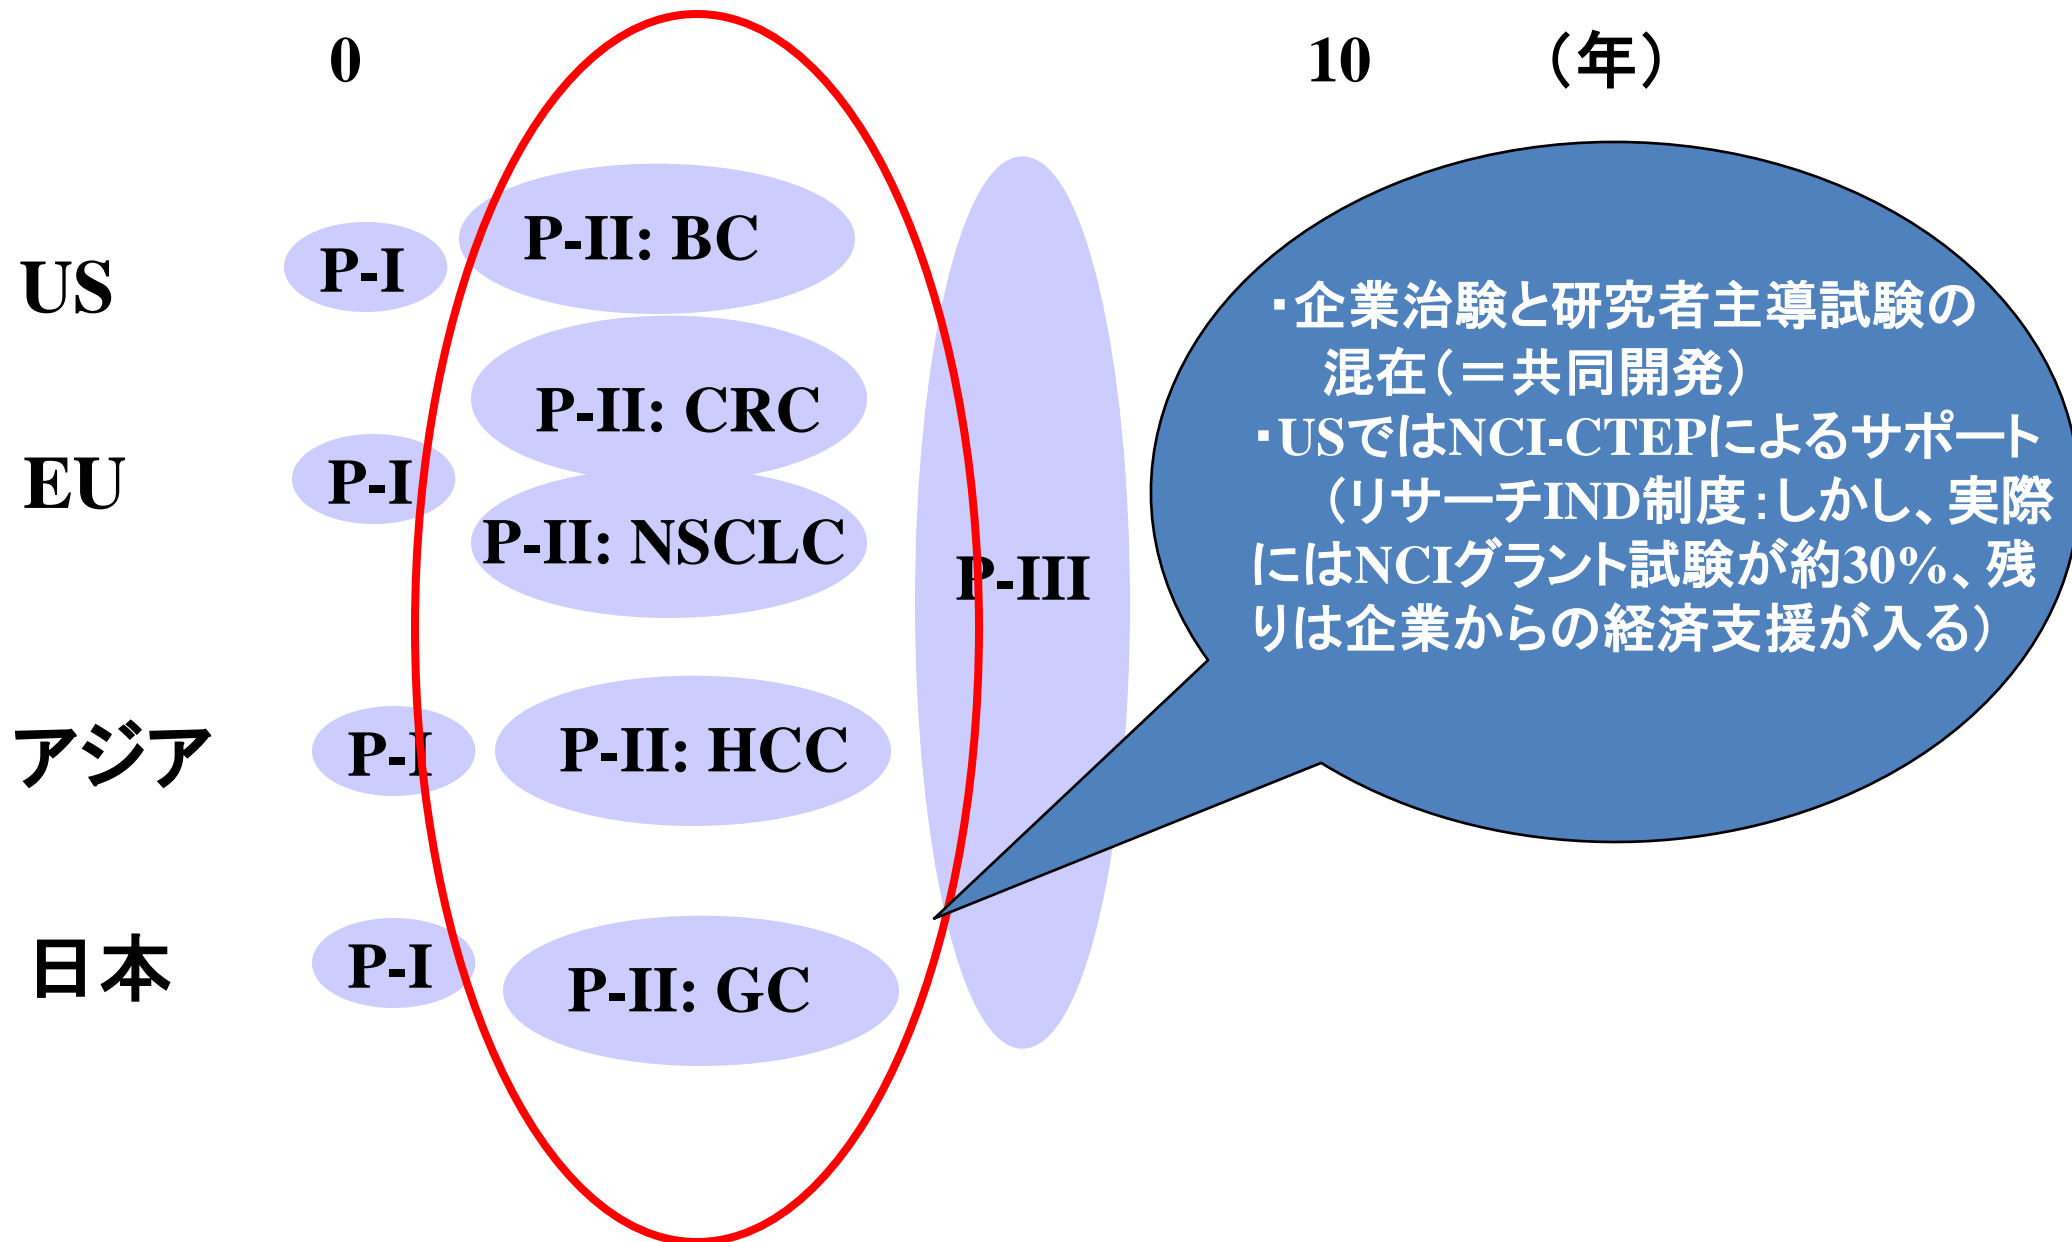 0 10 （年）
US
P-I
P-II: BC
P-II: CRC
EU
P-I
P-II: NSCLC
P-III
アジア
P-I
P-II: HCC
日本
P-I
P-II: GC
・企業治験と研究者主導試験の
混在（＝共同開発）
・USではNCI-CTEPによるサポート
（リサーチIND制度：しかし、実際
にはNCIグラント試験が約30%、残
りは企業からの経済支援が入る）